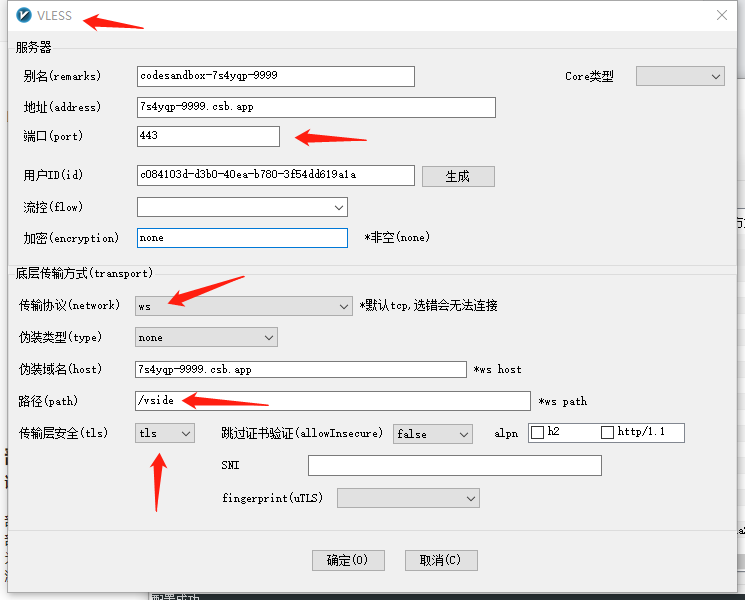 VLESS
服务器
别名(remarks) codesandbox-7s4yqp-9999 Core类型
地址(address) 7s4yqp-9999.csb.app
端口(port) 443
用户ID(id) c084103d-d3b0-40ea-b780-3f54dd619a1a 生成
流控(flow)
加密(encryption) none *非空(none)
底层传输方式(transport)
传输协议(network) ws *默认tcp,选错会无法连接
伪装类型(type) none
伪装域名(host) 7s4yqp-9999.csb.app *ws host
路径(path) /vside *ws path
传输层安全(tls) tls 跳过证书验证(allowInsecure) false alpn h2 http/1.1
SNI
fingerprint(uTLS)
确定(O) 取消(C)